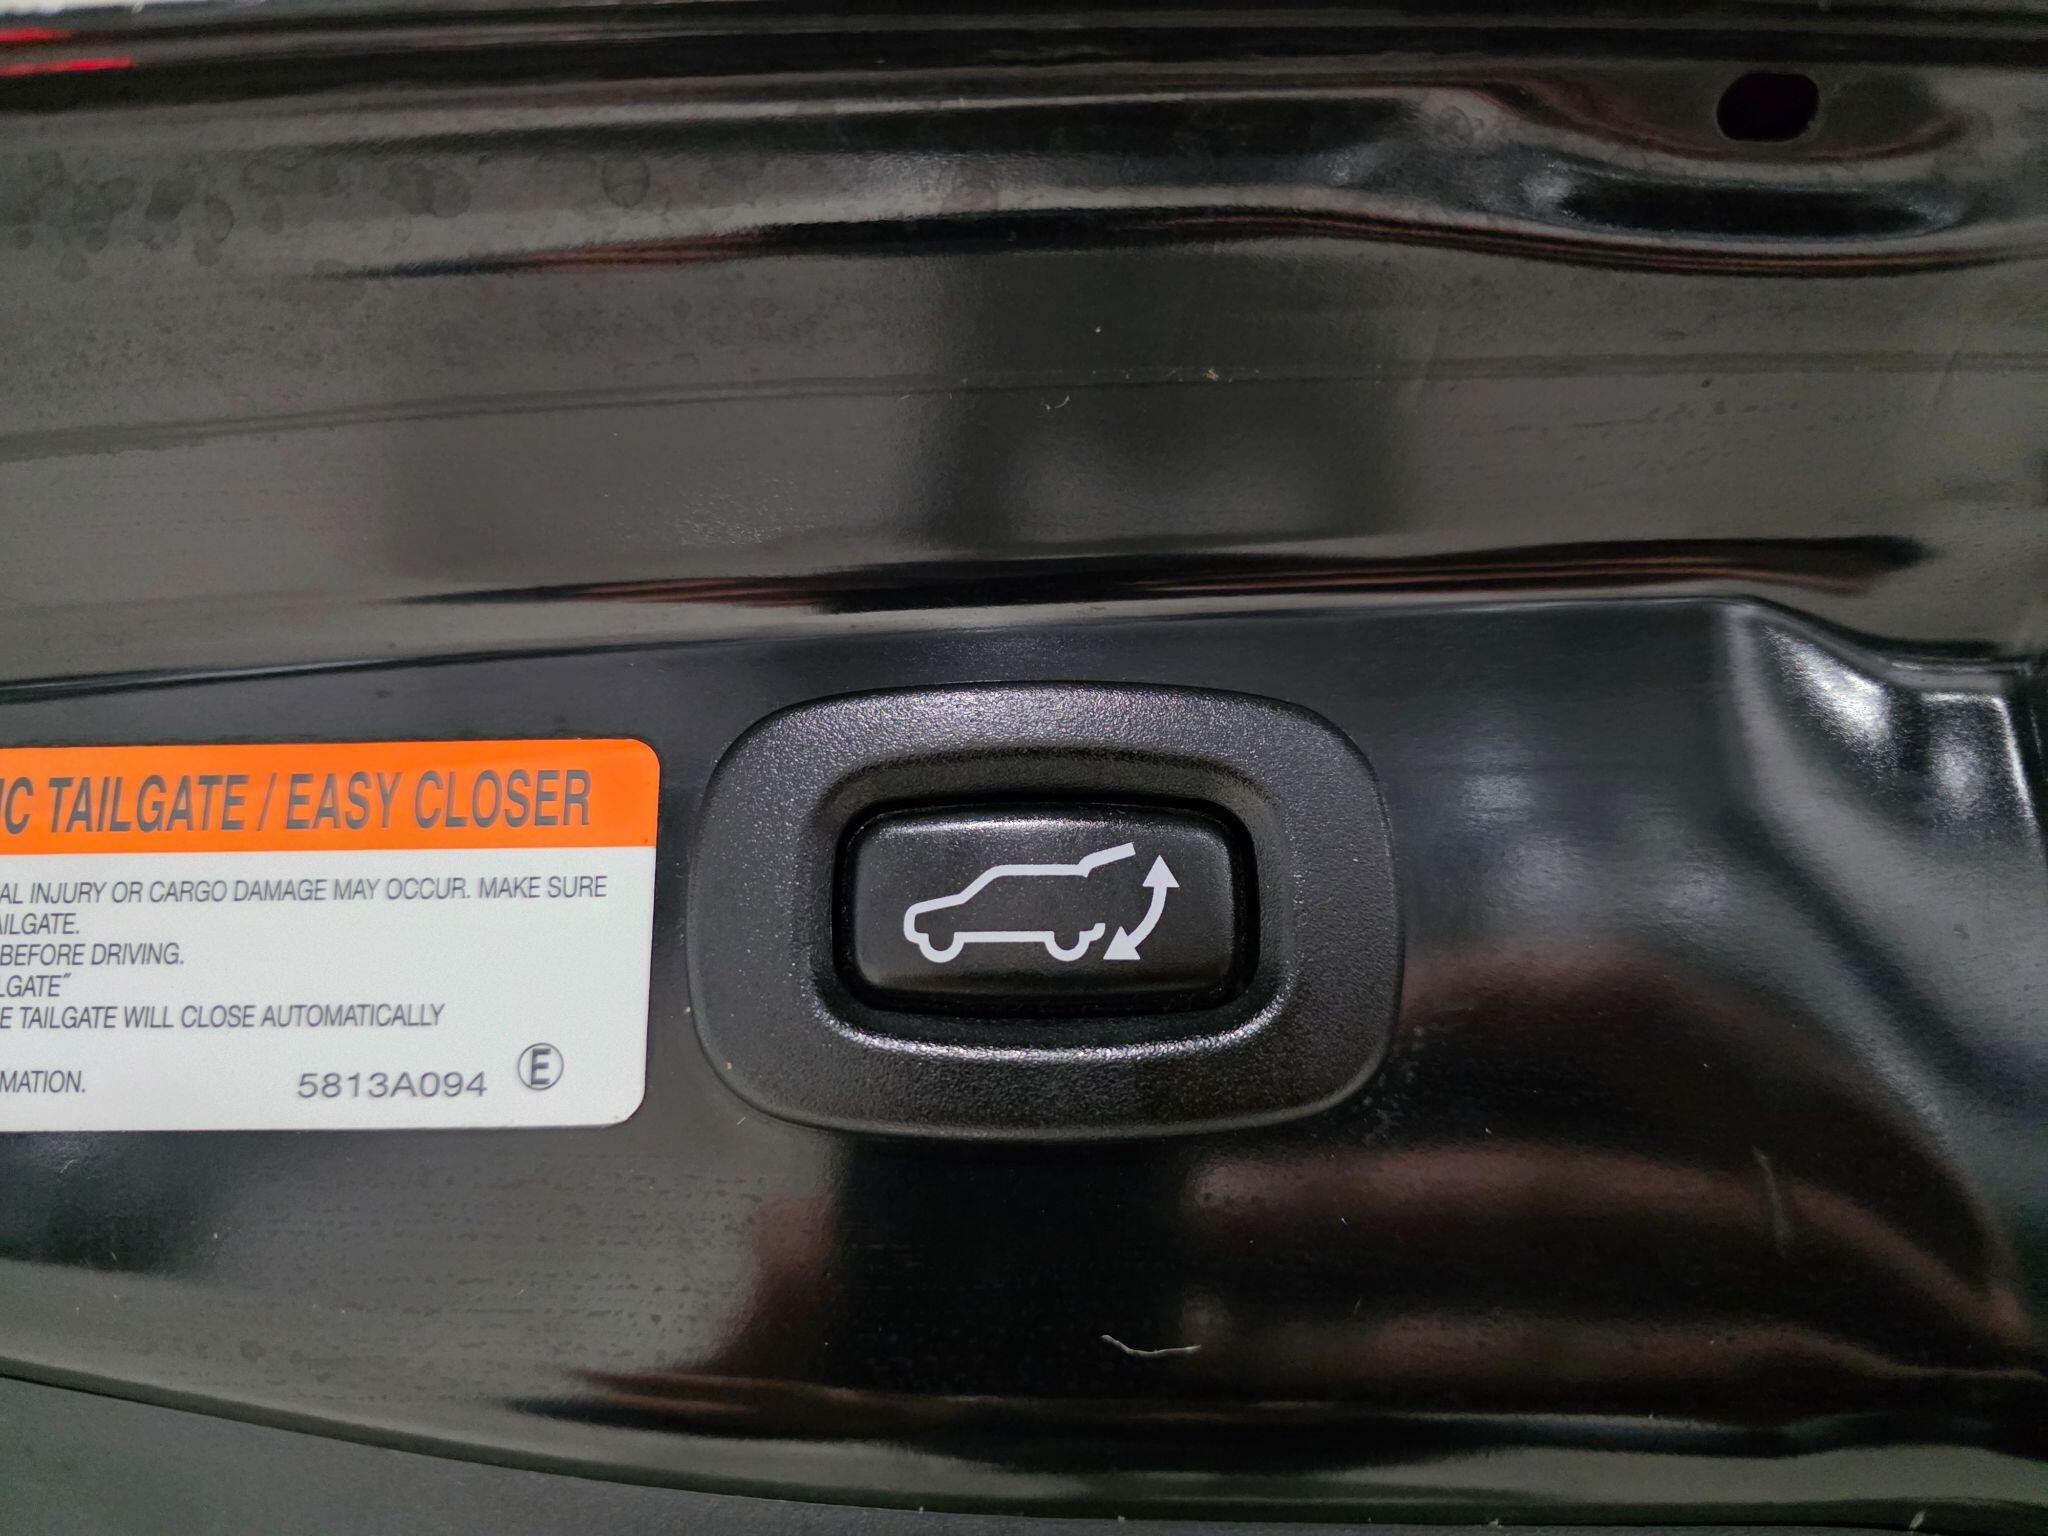 IC TAILGATE / EASY CLOSER
AL INJURY OR CARGO DAMAGE MAY OCCUR. MAKE SURE
AILGATE.
BEFORE DRIVING.
LGATE"
E TAILGATE WILL CLOSE AUTOMATICALLY
MATION.
5813A094 E